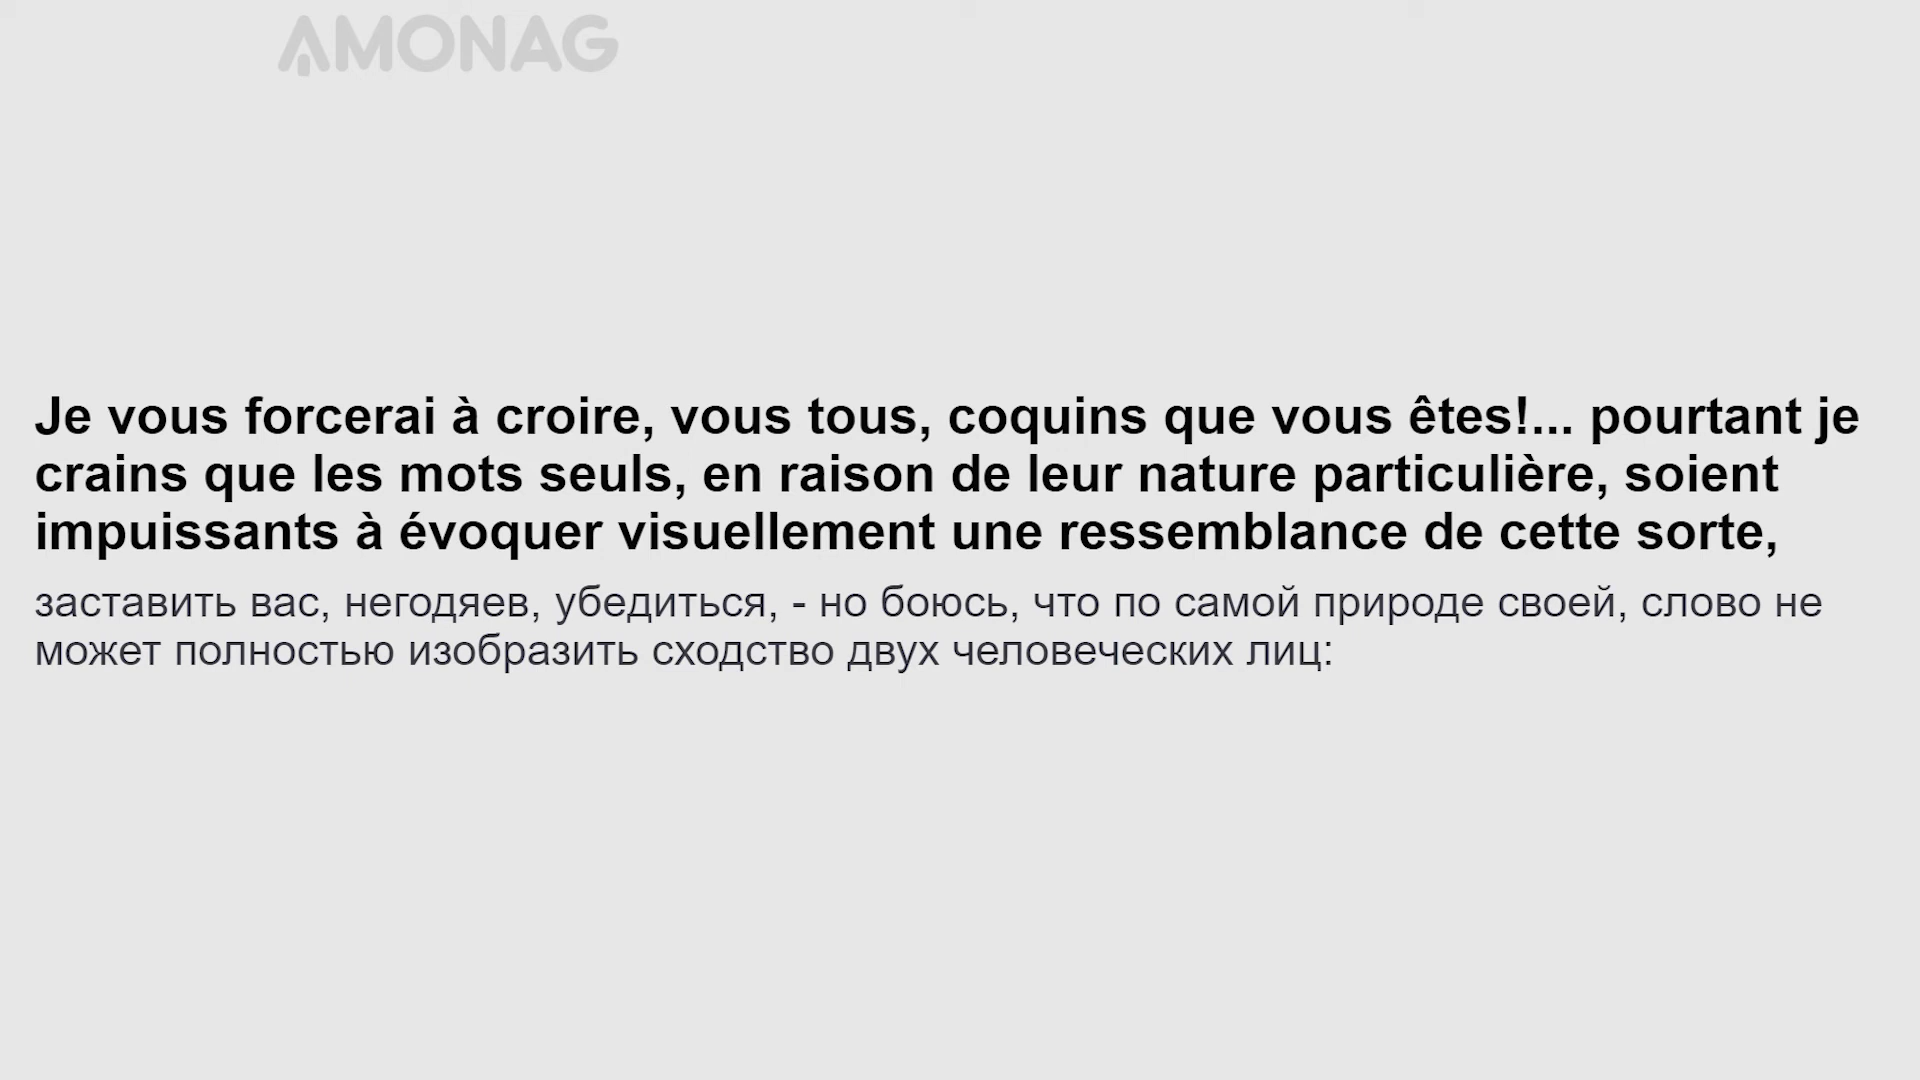 AMONAG
Je vous forcerai à croire, vous tous, coquins que vous êtes!... pourtant je
crains que les mots seuls, en raison de leur nature particulière, soient
impuissants à évoquer visuellement une ressemblance de cette sorte,
заставить вас, негодяев, убедиться, - но боюсь, что по самой природе своей, слово не
может полностью изобразить сходство двух человеческих лиц: